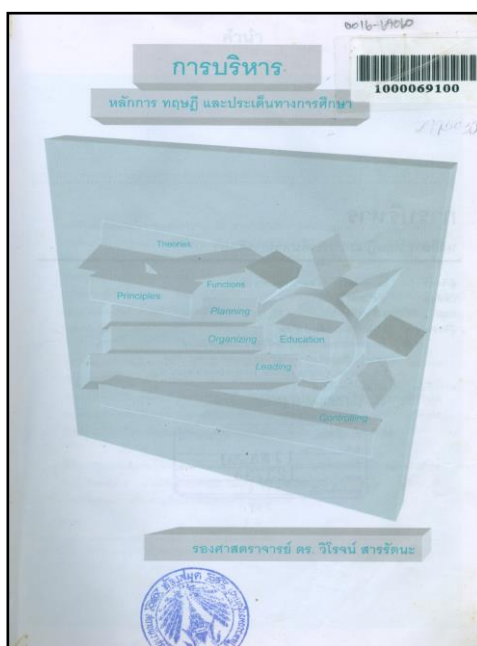 0016-69060
การบริหาร
1000069100
หลักการ ทฤษฎี และประเด็นทางการศึกษา
Theories
Functions
Principles
Planning
Organizing
Education
Leading
Controlling
รองศาสตราจารย์ ดร. วิโรจน์ สารรัตนะ